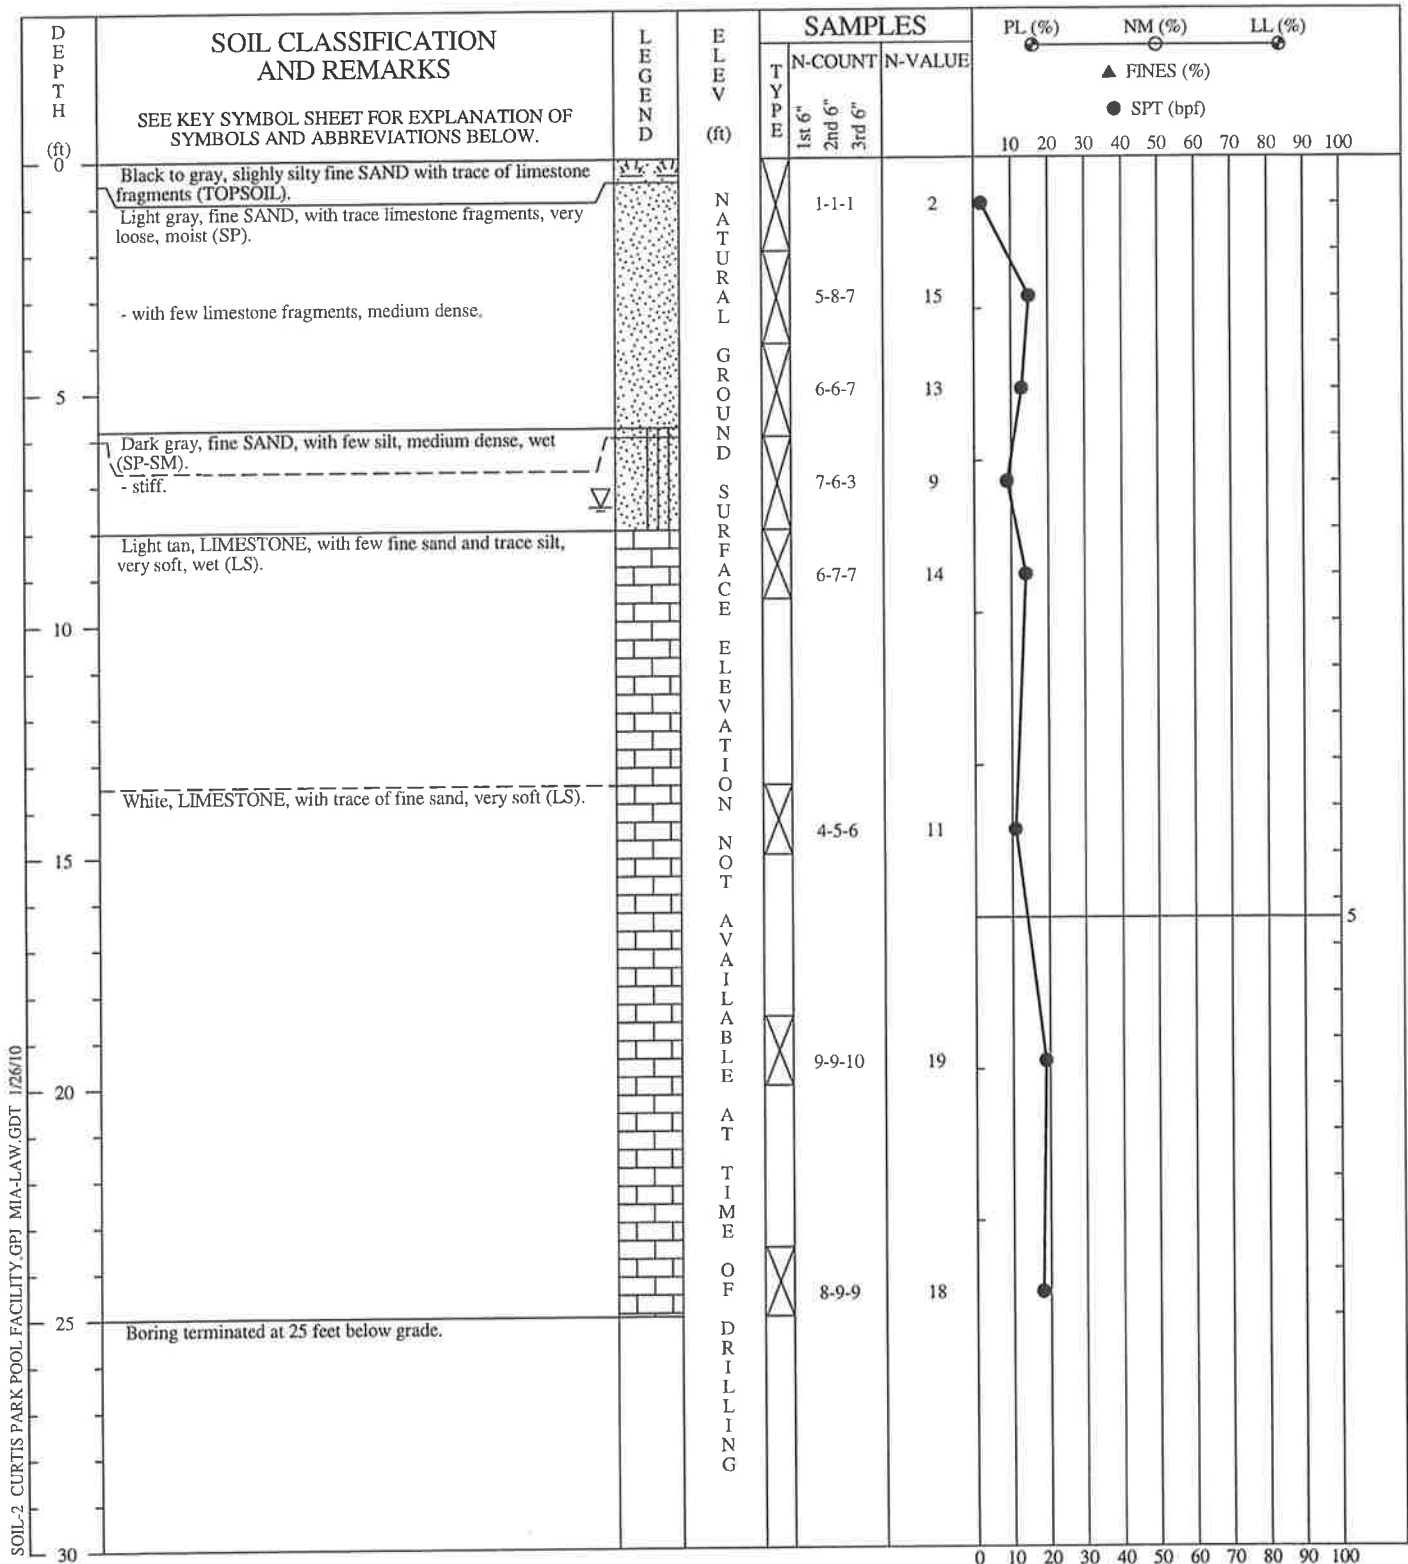 DEPTH
(ft)
SOIL CLASSIFICATION
AND REMARKS
SEE KEY SYMBOL SHEET FOR EXPLANATION OF
SYMBOLS AND ABBREVIATIONS BELOW.
LEGEND
ELEV
(ft)
SAMPLES
TYPE
N-COUNT
1st 6"
2nd 6"
3rd 6"
N-VALUE
PL (%)
NM (%)
LL (%)
▲ FINES (%)
● SPT (bpf)
10 20 30 40 50 60 70 80 90 100
0
Black to gray, slighly silty fine SAND with trace of limestone
fragments (TOPSOIL).
Light gray, fine SAND, with trace limestone fragments, very
loose, moist (SP).
1-1-1 2
- with few limestone fragments, medium dense.
5-8-7 15
6-6-7 13
5
Dark gray, fine SAND, with few silt, medium dense, wet
(SP-SM).
- stiff.
7-6-3 9
Light tan, LIMESTONE, with few fine sand and trace silt,
very soft, wet (LS).
6-7-7 14
10
White, LIMESTONE, with trace of fine sand, very soft (LS).
4-5-6 11
15
5
9-9-10 19
20
8-9-9 18
25
Boring terminated at 25 feet below grade.
30
NATURAL GROUND SURFACE ELEVATION NOT AVAILABLE AT TIME OF DRILLING
0 10 20 30 40 50 60 70 80 90 100
SOIL-2 CURTIS PARK POOL FACILITY.GPJ MIA-LAW.GDT 1/26/10